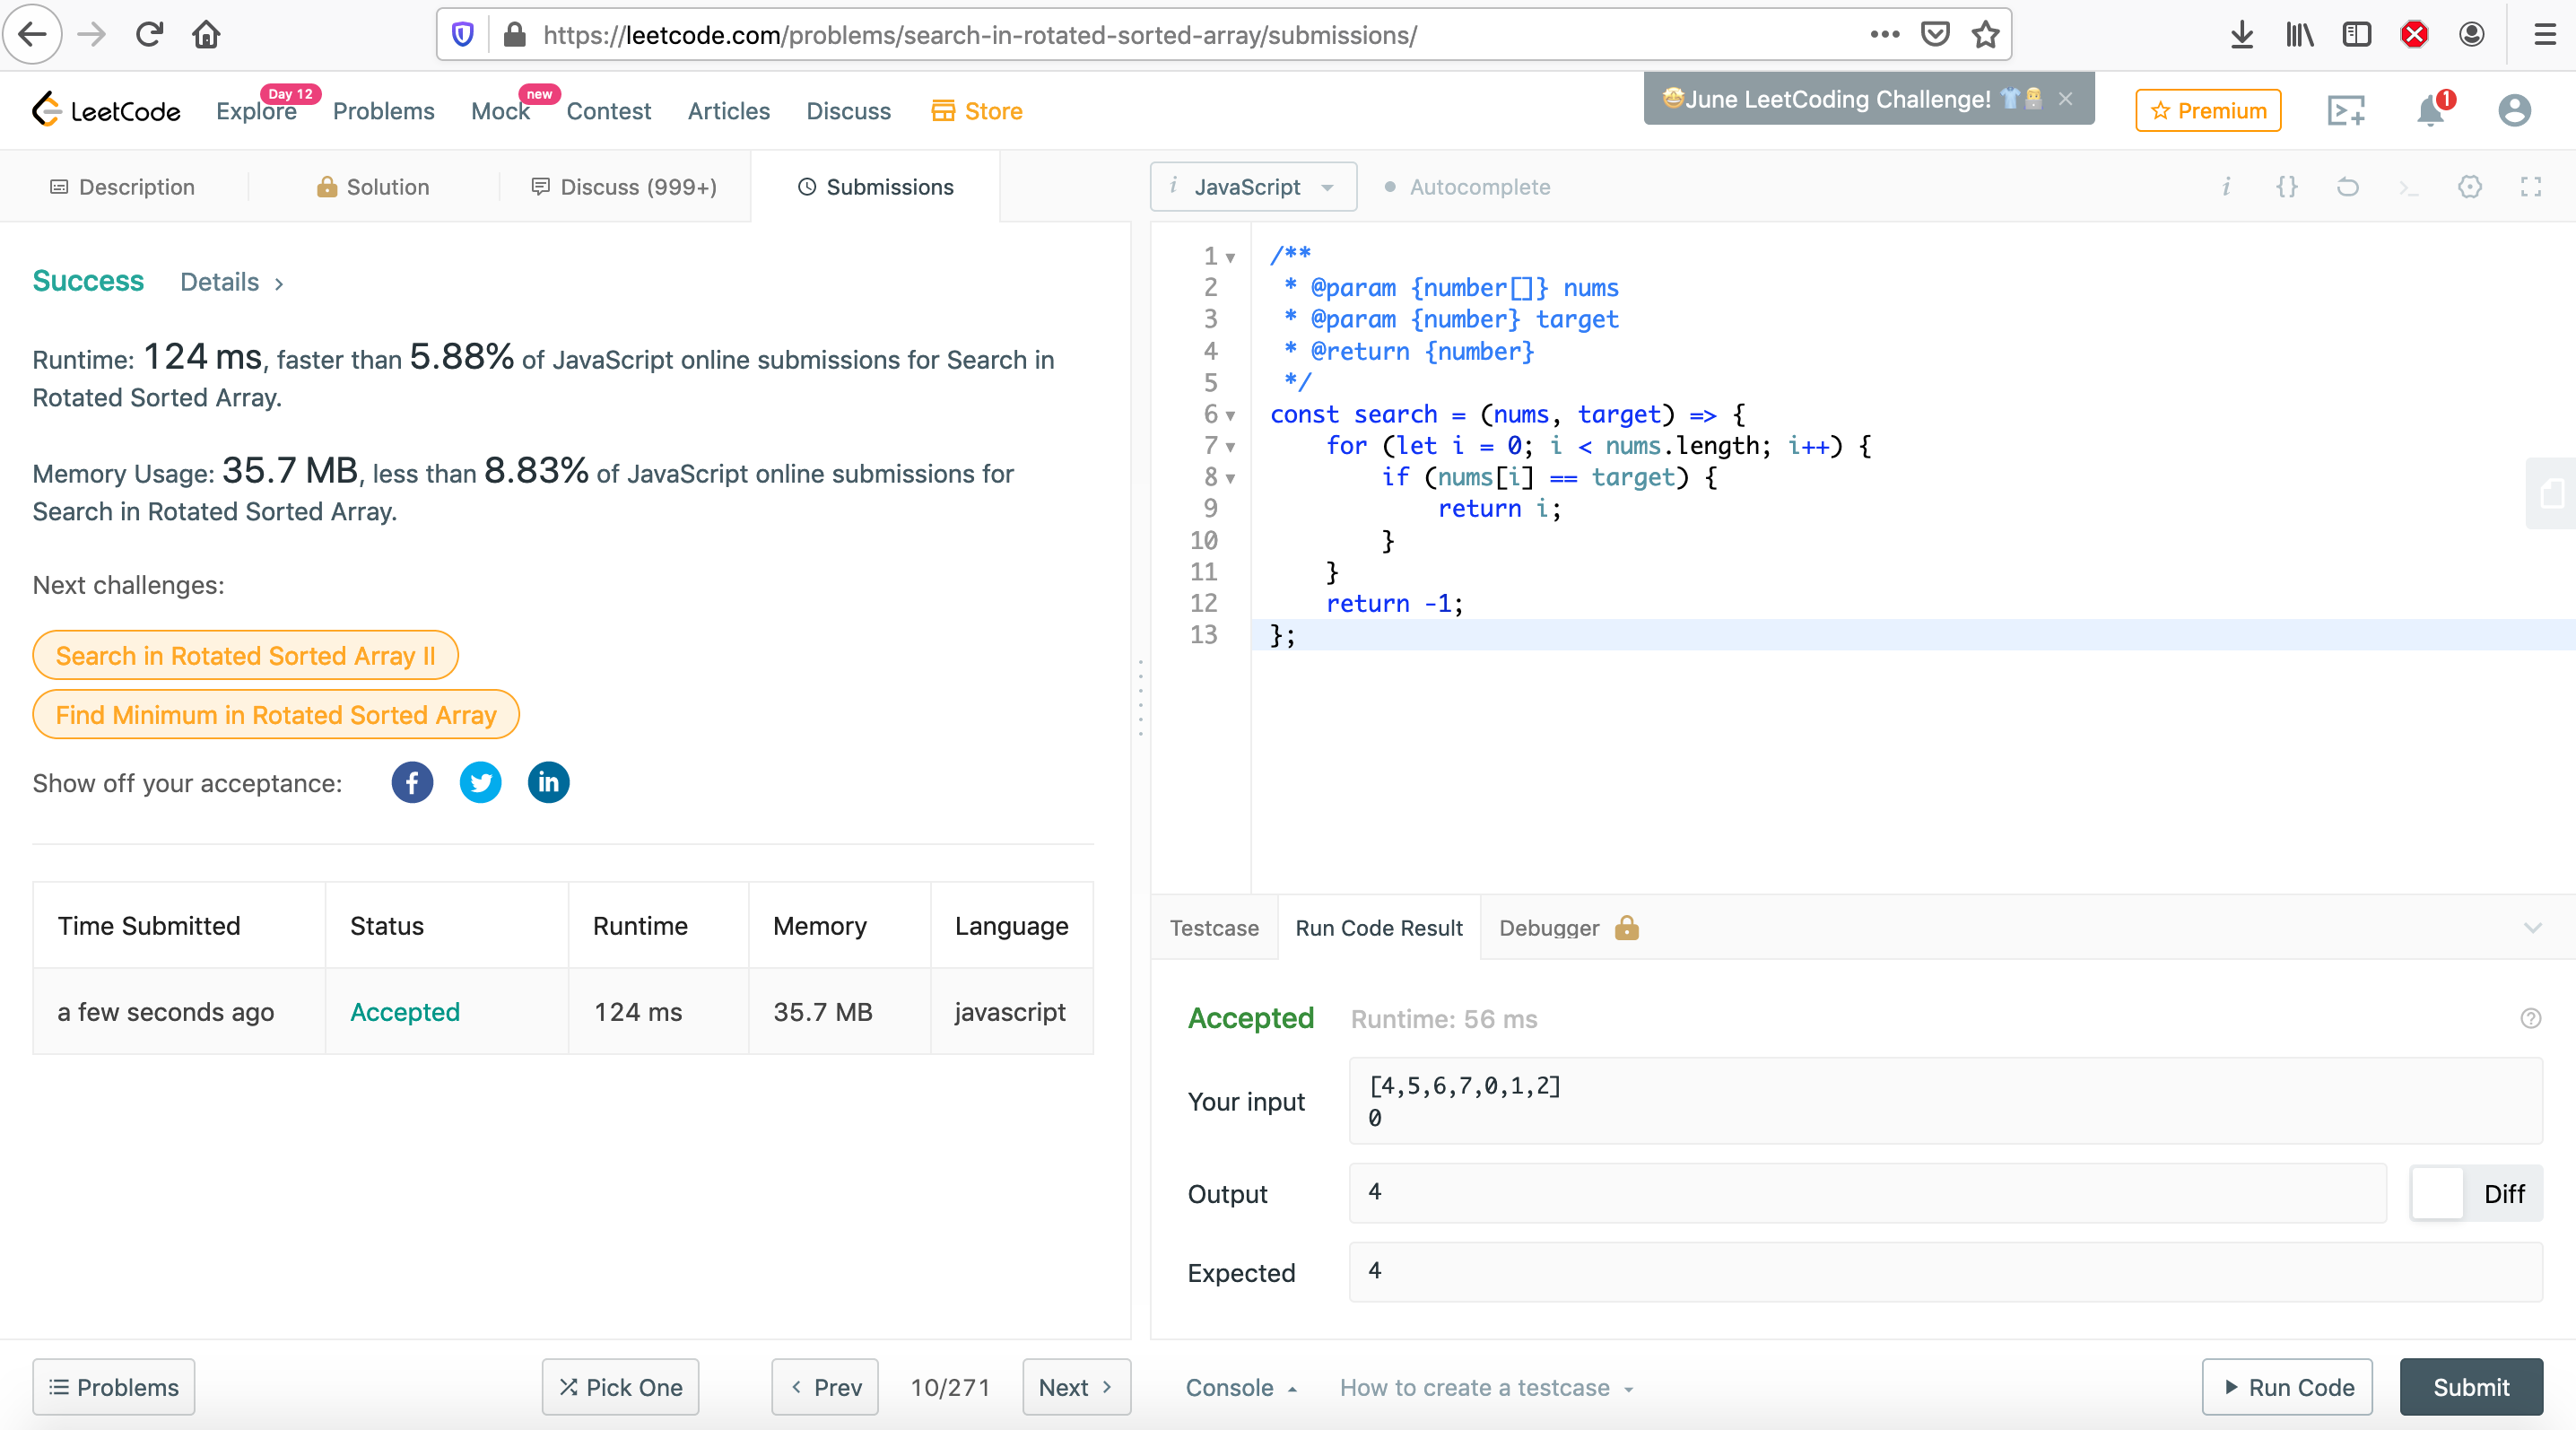 https://leetcode.com/problems/search-in-rotated-sorted-array/submissions/
LeetCode
Explore
Day 12
Problems
Mock
new
Contest
Articles
Discuss
Store
🤩June LeetCoding Challenge! 👕👨‍💻 ×
Premium
1
Description
Solution
Discuss (999+)
Submissions
Success Details >
Runtime: 124 ms, faster than 5.88% of JavaScript online submissions for Search in
Rotated Sorted Array.
Memory Usage: 35.7 MB, less than 8.83% of JavaScript online submissions for
Search in Rotated Sorted Array.
Next challenges:
Search in Rotated Sorted Array II
Find Minimum in Rotated Sorted Array
Show off your acceptance:
Time Submitted Status Runtime Memory Language
a few seconds ago Accepted 124 ms 35.7 MB javascript
i JavaScript
Autocomplete
i {} >_
1 /**
2  * @param {number[]} nums
3  * @param {number} target
4  * @return {number}
5  */
6 const search = (nums, target) => {
7     for (let i = 0; i < nums.length; i++) {
8         if (nums[i] == target) {
9             return i;
10         }
11     }
12     return -1;
13 };
Testcase Run Code Result Debugger
Accepted Runtime: 56 ms
Your input
[4,5,6,7,0,1,2]
0
Output
4
Diff
Expected
4
Problems
Pick One
< Prev
10/271
Next >
Console
How to create a testcase
Run Code
Submit